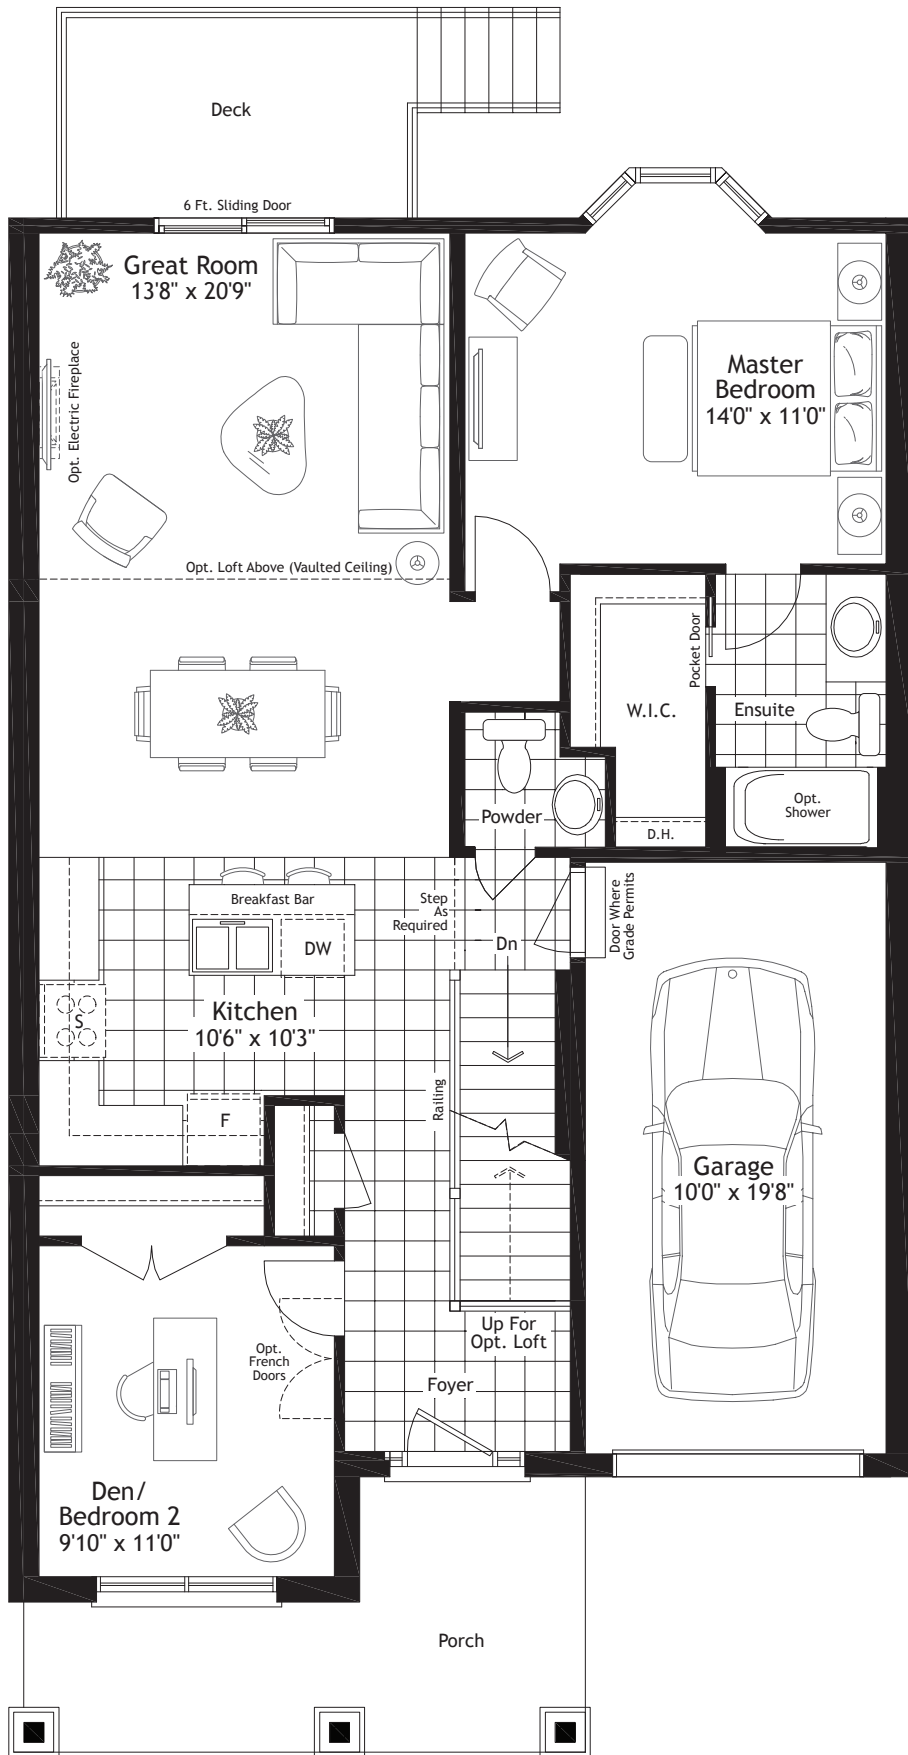 Deck
6 Ft. Sliding Door
Great Room
13'8" x 20'9"
Opt. Electric Fireplace
Master
Bedroom
14'0" x 11'0"
Opt. Loft Above (Vaulted Ceiling)
Pocket Door
W.I.C.
Ensuite
Opt.
Shower
Powder
D.H.
Breakfast Bar
DW
Step
As
Required
Dn
Door Where
Grade Permits
Kitchen
10'6" x 10'3"
S
F
Railing
Garage
10'0" x 19'8"
Up For
Opt. Loft
Opt.
French
Doors
Foyer
Den/
Bedroom 2
9'10" x 11'0"
Porch